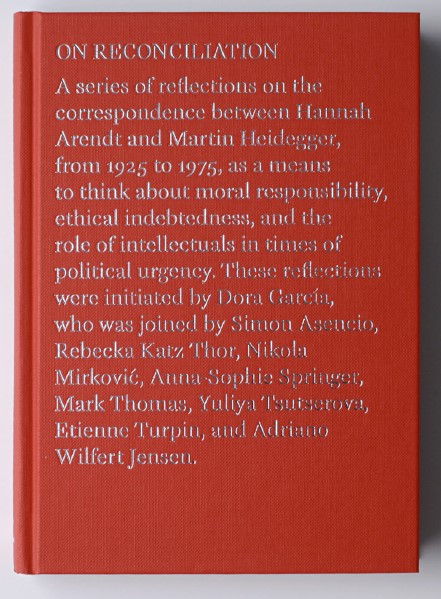 ON RECONCILIATION
A series of reflections on the
correspondence between Hannah
Arendt and Martin Heidegger,
from 1925 to 1975, as a means
to think about moral responsibility,
ethical indebtedness, and the
role of intellectuals in times of
political urgency. These reflections
were initiated by Dora García,
who was joined by Simon Asencio,
Rebecka Katz Thor, Nikola
Mirković, Anna-Sophie Springer,
Mark Thomas, Yuliya Tsutserova,
Etienne Turpin, and Adriano
Wilfert Jensen.